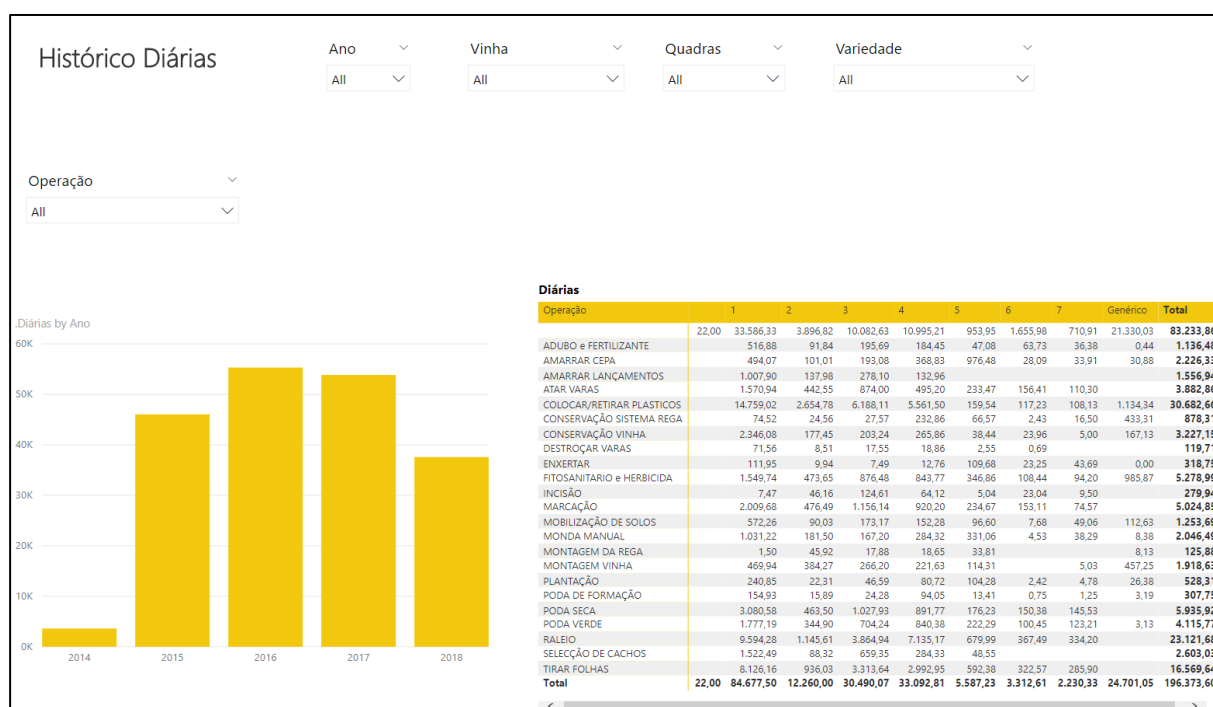 Histórico Diárias
Ano Vinha Quadras Variedade
All All All All
Operação
All
.Diárias by Ano
60K
50K
40K
30K
20K
10K
0K
2014 2015 2016 2017 2018
Diárias
Operação 1 2 3 4 5 6 7 Genérico Total
22,00 33.586,33 3.896,82 10.082,63 10.995,21 953,95 1.655,98 710,91 21.330,03 83.233,86
ADUBO e FERTILIZANTE 516,88 91,84 195,69 184,45 47,08 63,73 36,38 0,44 1.136,48
AMARRAR CEPA 494,07 101,01 193,08 368,83 976,48 28,09 33,91 30,88 2.226,33
AMARRAR LANÇAMENTOS 1.007,90 137,98 278,10 132,96 1.556,94
ATAR VARAS 1.570,94 442,55 874,00 495,20 233,47 156,41 110,30 3.882,86
COLOCAR/RETIRAR PLASTICOS 14.759,02 2.654,78 6.188,11 5.561,50 159,54 117,23 108,13 1.134,34 30.682,66
CONSERVAÇÃO SISTEMA REGA 74,52 24,56 27,57 232,86 66,57 2,43 16,50 433,31 878,31
CONSERVAÇÃO VINHA 2.346,08 177,45 203,24 265,86 38,44 23,96 5,00 167,13 3.227,15
DESTROÇAR VARAS 71,56 8,51 17,55 18,86 2,55 0,69 119,71
ENXERTAR 111,95 9,94 7,49 12,76 109,68 23,25 43,69 0,00 318,75
FITOSANITARIO e HERBICIDA 1.549,74 473,65 876,48 843,77 346,86 108,44 94,20 985,87 5.278,99
INCISÃO 7,47 46,16 124,61 64,12 5,04 23,04 9,50 279,94
MARCAÇÃO 2.009,68 476,49 1.156,14 920,20 234,67 153,11 74,57 5.024,85
MOBILIZAÇÃO DE SOLOS 572,26 90,03 173,17 152,28 96,60 7,68 49,06 112,63 1.253,69
MONDA MANUAL 1.031,22 181,50 167,20 284,32 331,06 4,53 38,29 8,38 2.046,49
MONTAGEM DA REGA 1,50 45,92 17,88 18,65 33,81 8,13 125,88
MONTAGEM VINHA 469,94 384,27 266,20 221,63 114,31 5,03 457,25 1.918,63
PLANTAÇÃO 240,85 22,31 46,59 80,72 104,28 2,42 4,78 26,38 528,31
PODA DE FORMAÇÃO 154,93 15,89 24,28 94,05 13,41 0,75 1,25 3,19 307,75
PODA SECA 3.080,58 463,50 1.027,93 891,77 176,23 150,38 145,53 5.935,92
PODA VERDE 1.777,19 344,90 704,24 840,38 222,29 100,45 123,21 3,13 4.115,77
RALEIO 9.594,28 1.145,61 3.864,94 7.135,17 679,99 367,49 334,20 23.121,68
SELECÇÃO DE CACHOS 1.522,49 88,32 659,35 284,33 48,55 2.603,03
TIRAR FOLHAS 8.126,16 936,03 3.313,64 2.992,95 592,38 322,57 285,90 16.569,64
Total 22,00 84.677,50 12.260,00 30.490,07 33.092,81 5.587,23 3.312,61 2.230,33 24.701,05 196.373,60